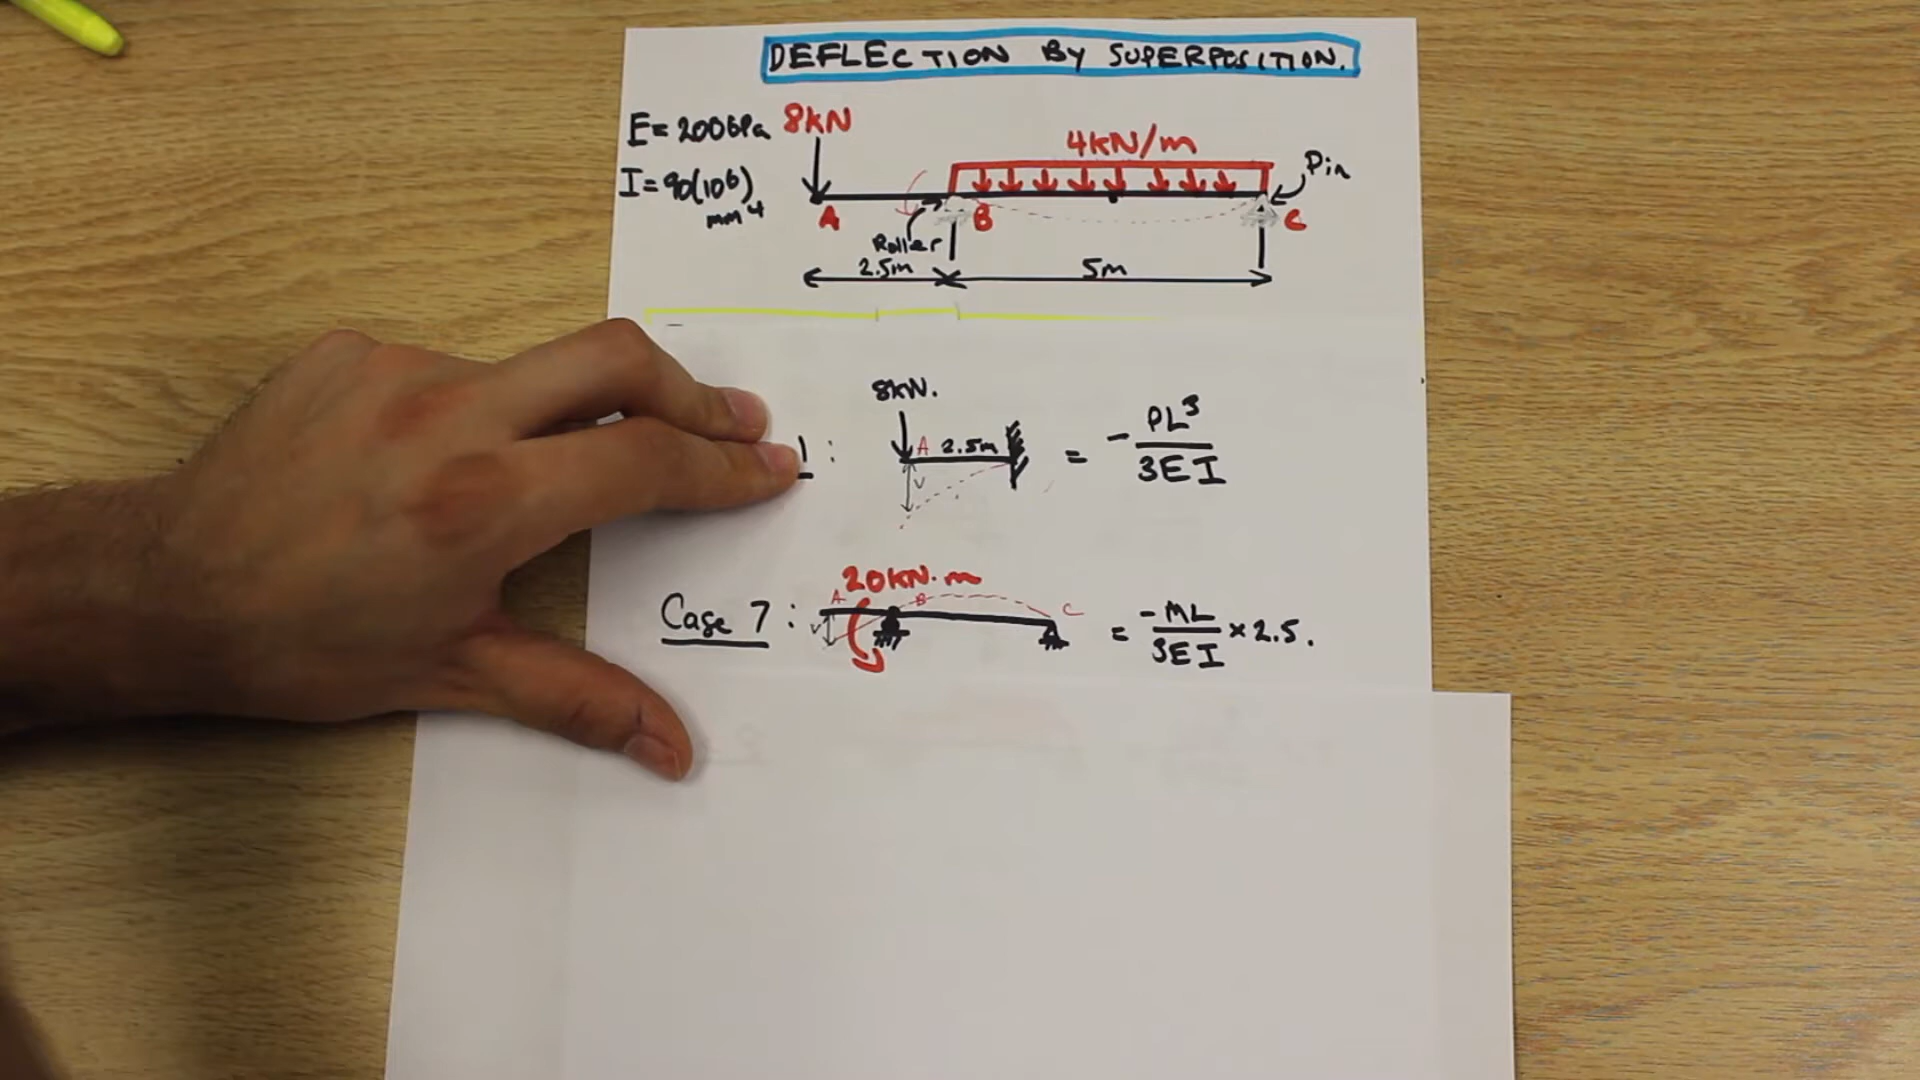 DEFLECTION BY SUPERPOSITION.
E=200GPa
8kN
4kN/m
Pin
I=90(10⁶)
mm⁴
A
B
C
Roller
2.5m
5m
8kN.
1:
A 2.5m
V
= -PL³/3EI
20kN.m
A
B
C
Case 7:
V
= -ML/3EI ×2.5.